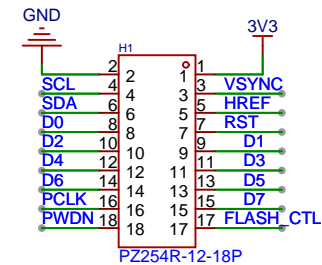 GND
3V3
H1
2 2 1 1
SCL 4 4 3 3 VSYNC
SDA 6 6 5 5 HREF
D0 8 8 7 7 RST
D2 10 10 9 9 D1
D4 12 12 11 11 D3
D6 14 14 13 13 D5
PCLK 16 16 15 15 D7
PWDN 18 18 17 17 FLASH_CTL
PZ254R-12-18P